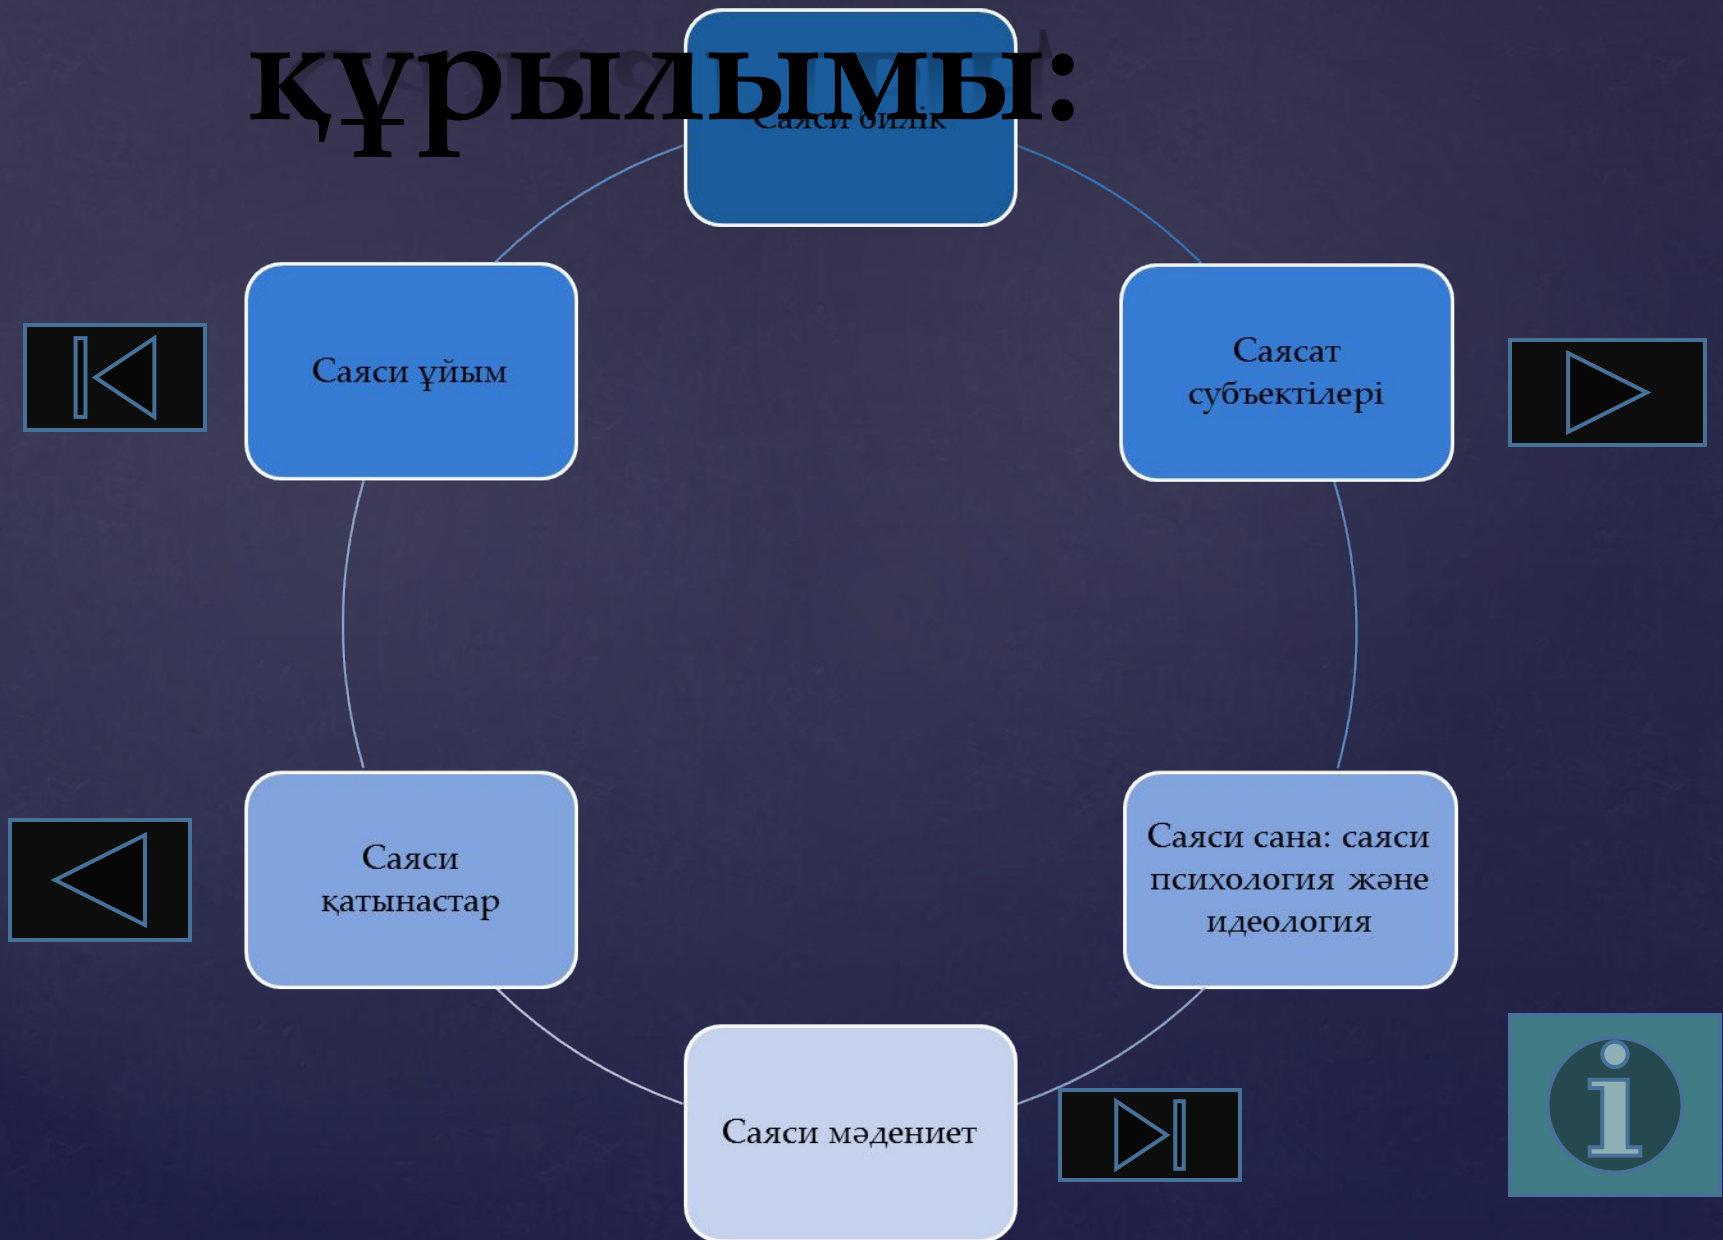 құрылымы:
Саяси билік
Саясат
субъектілері
Саяси сана: саяси
психология және
идеология
Саяси мәдениет
Саяси
қатынастар
Саяси ұйым